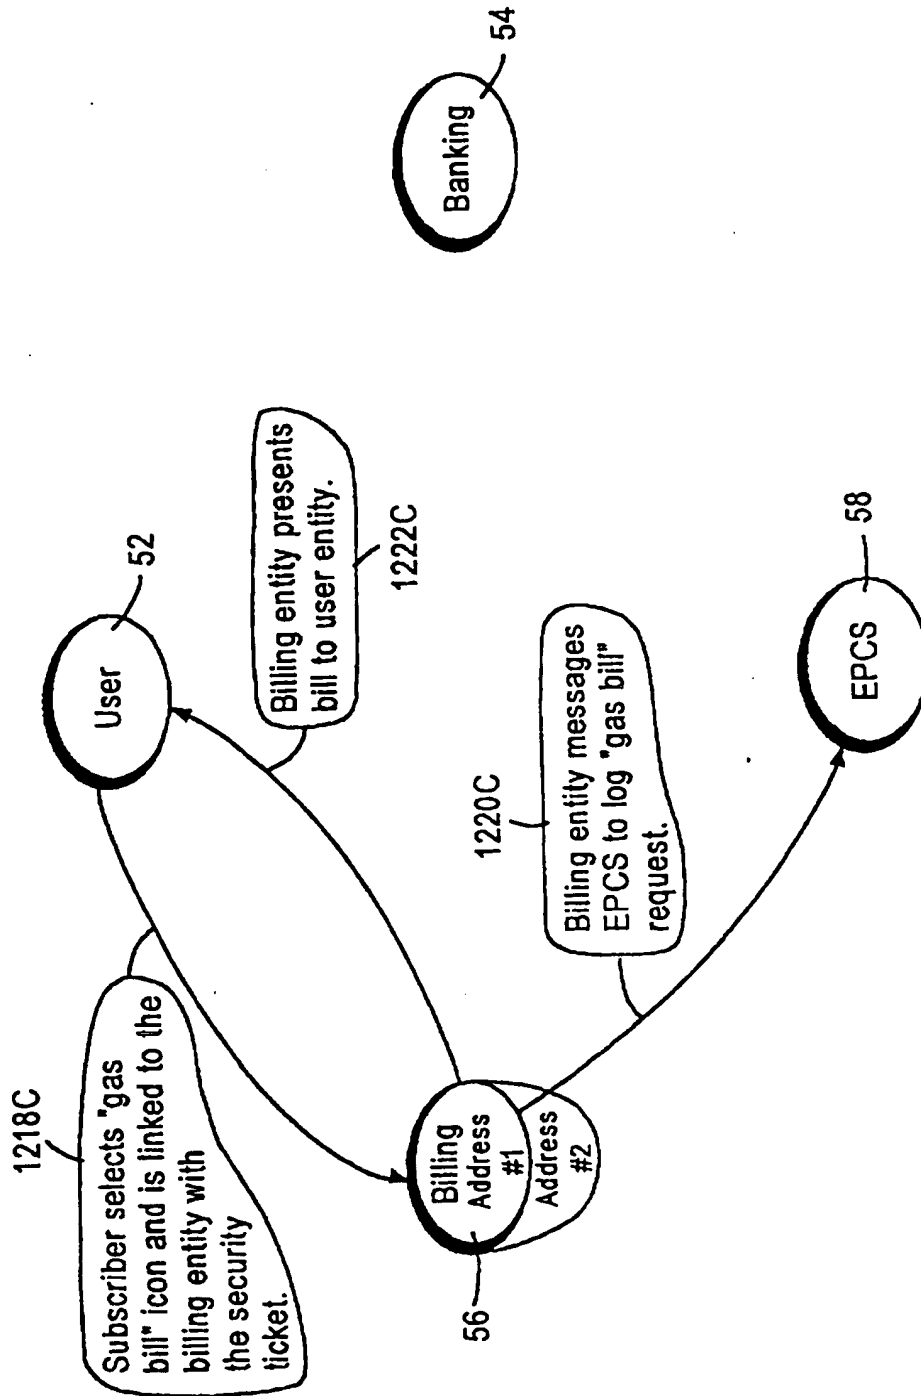 1218C
Subscriber selects "gas
bill" icon and is linked to the
billing entity with
the security
ticket.
User
52
Billing entity presents
bill to user entity.
1222C
Billing
Address
#1
Address
#2
56
1220C
Billing entity messages
EPCS to log "gas bill"
request.
EPCS
58
Banking
54